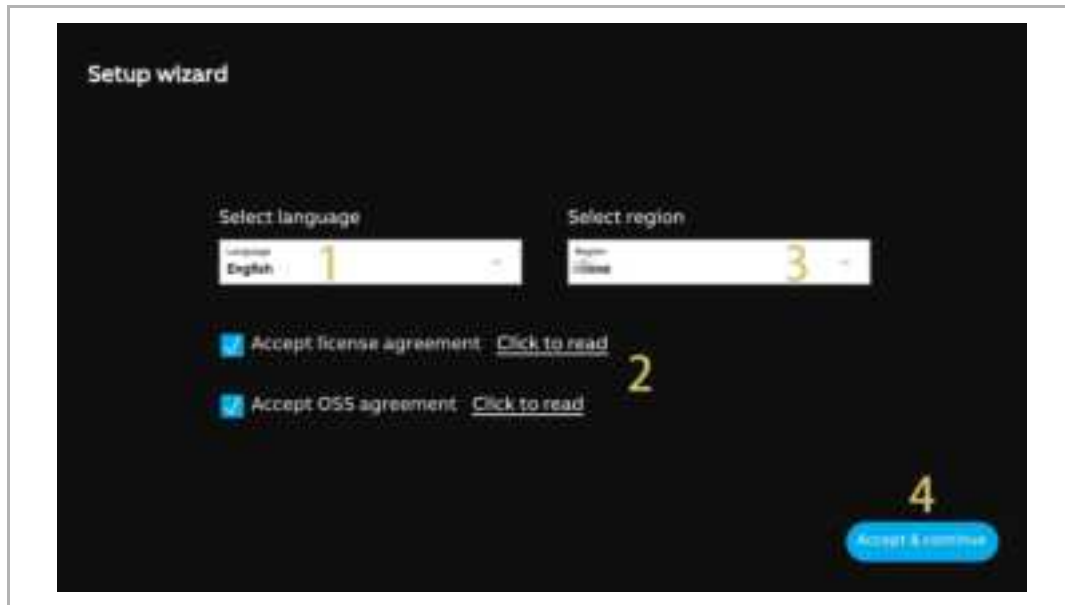 Setup wizard
Select language
Select region
Language
English
1
Region
3
Accept license agreement Click to read
2
Accept OSS agreement Click to read
4
Accept & continue